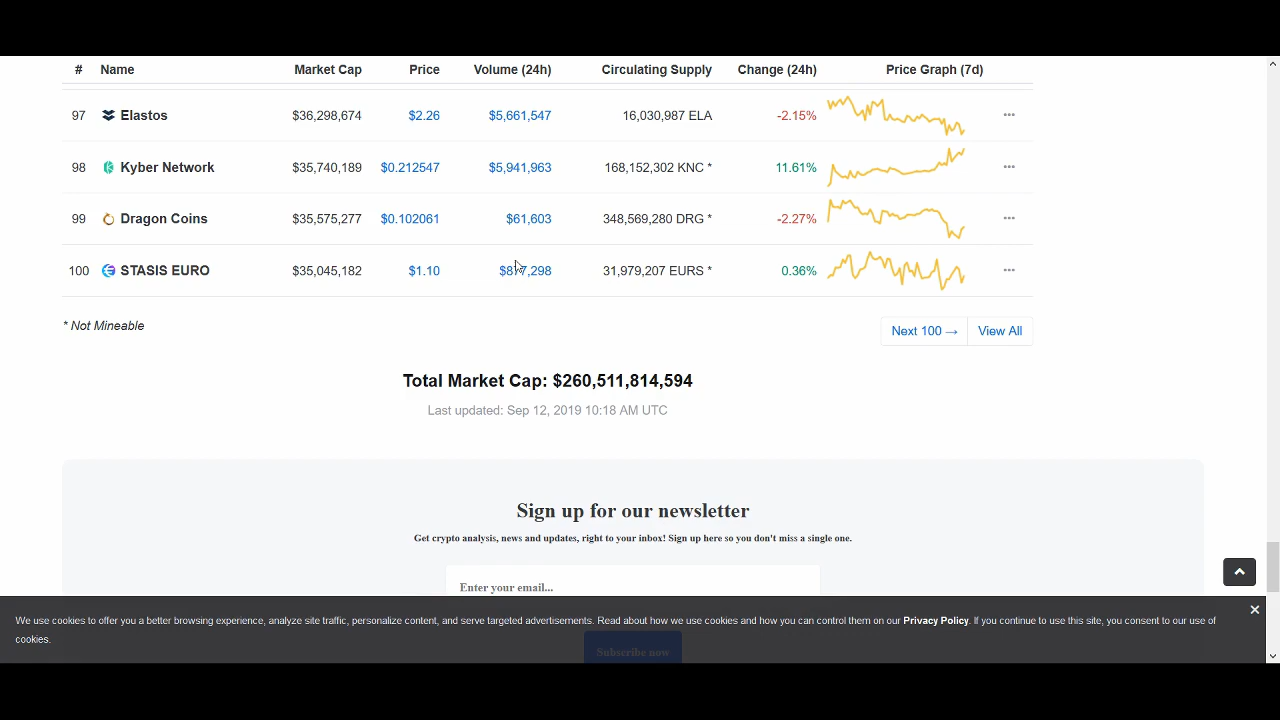 # Name Market Cap Price Volume (24h) Circulating Supply Change (24h) Price Graph (7d)
97 Elastos $36,298,674 $2.26 $5,661,547 16,030,987 ELA -2.15%
98 Kyber Network $35,740,189 $0.212547 $5,941,963 168,152,302 KNC * 11.61%
99 Dragon Coins $35,575,277 $0.102061 $61,603 348,569,280 DRG * -2.27%
100 STASIS EURO $35,045,182 $1.10 31,979,207 EURS * 0.36%
* Not Mineable
Next 100 → View All
Total Market Cap: $260,511,814,594
Last updated: Sep 12, 2019 10:18 AM UTC
Sign up for our newsletter
Get crypto analysis, news and updates, right to your inbox! Sign up here so you don't miss a single one.
Enter your email...
We use cookies to offer you a better browsing experience, analyze site traffic, personalize content, and serve targeted advertisements. Read about how we use cookies and how you can control them on our Privacy Policy. If you continue to use this site, you consent to our use of
cookies.
Subscribe now